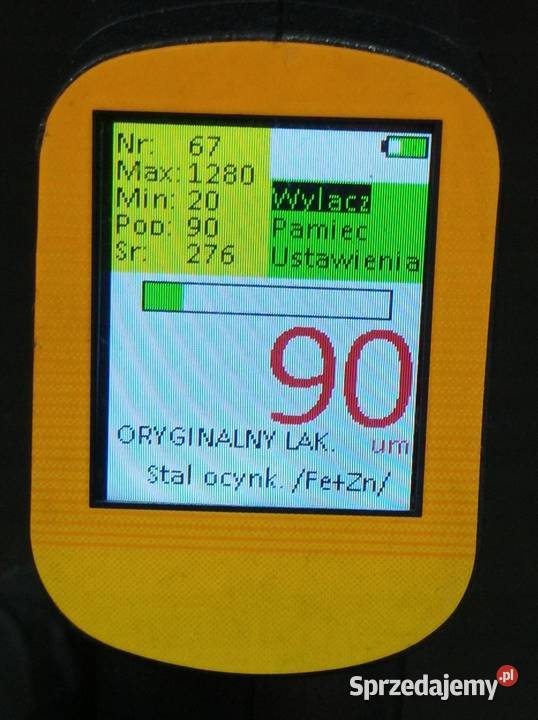 Nr: 67
Max: 1280
Min: 20
Pop: 90
Sr: 276
Wylacz
Pamiec
Ustawienia
90
ORYGINALNY LAK. um
Stal ocynk. /Fe+Zn/
Sprzedajemy.pl